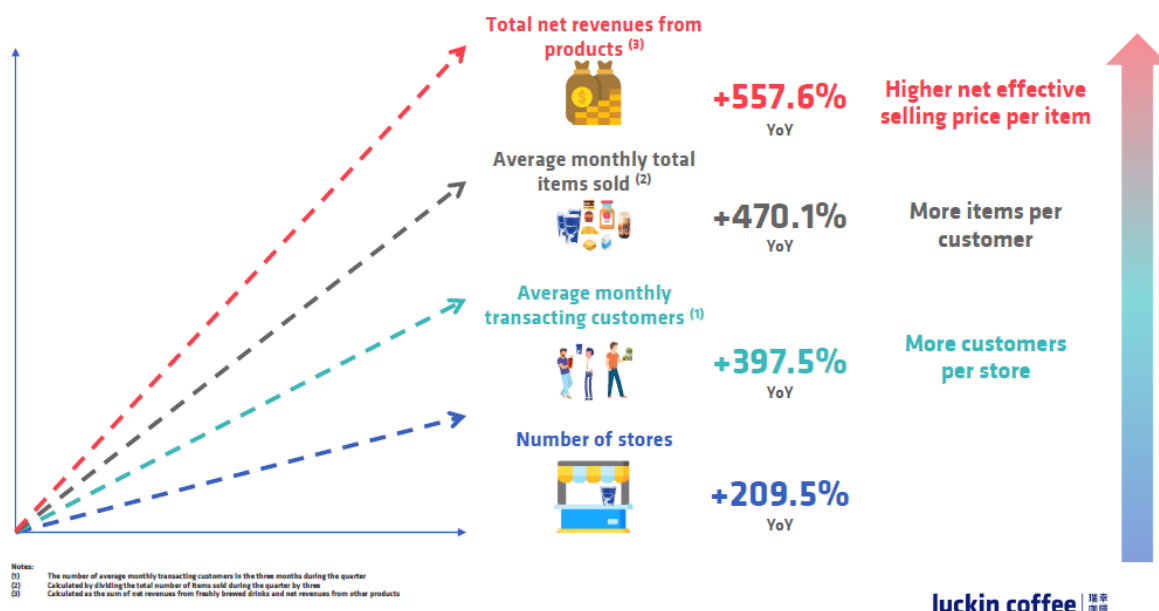 Total net revenues from
products (3)
+557.6%
YoY
Higher net effective
selling price per item
Average monthly total
items sold (2)
+470.1%
YoY
More items per
customer
Average monthly
transacting customers (1)
+397.5%
YoY
More customers
per store
Number of stores
+209.5%
YoY
Notes:
(1) The number of average monthly transacting customers in the three months during the quarter
(2) Calculated by dividing the total number of items sold during the quarter by three
(3) Calculated as the sum of net revenues from freshly brewed drinks and net revenues from other products
luckin coffee 瑞幸
咖啡